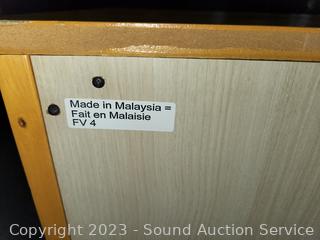 Made in Malaysia =
Fait en Malaisie
FV 4
Copyright 2023 - Sound Auction Service